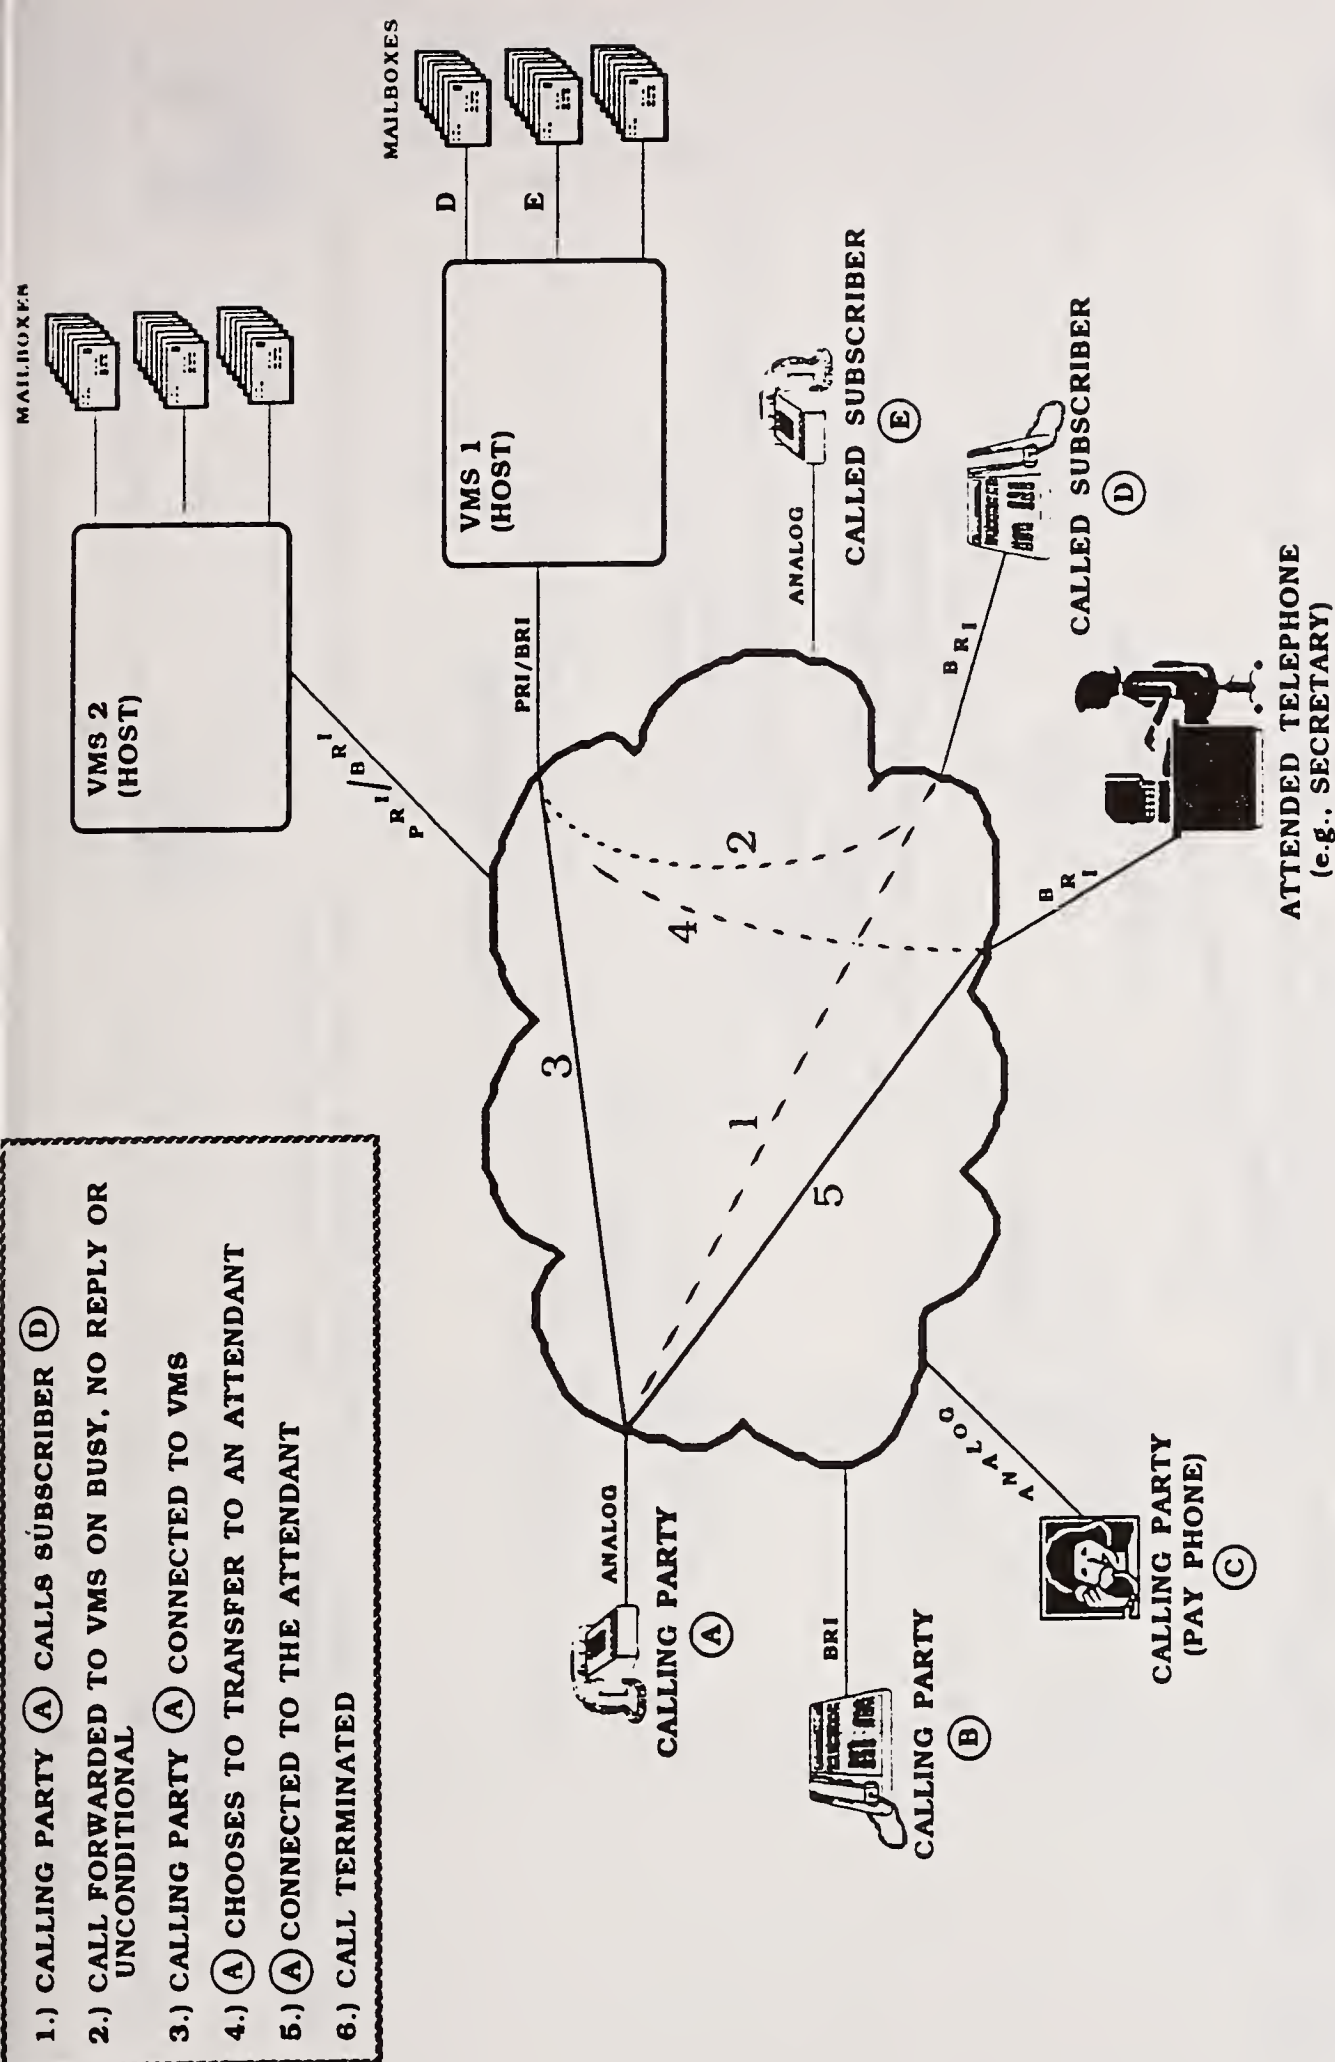 1.) CALLING PARTY (A) CALLS SUBSCRIBER (D)
2.) CALL FORWARDED TO VMS ON BUSY, NO REPLY OR
UNCONDITIONAL
3.) CALLING PARTY (A) CONNECTED TO VMS
4.) (A) CHOOSES TO TRANSFER TO AN ATTENDANT
5.) (A) CONNECTED TO THE ATTENDANT
6.) CALL TERMINATED
MAILBOXES
VMS 2
(HOST)
PRI/BRI
MAILBOXES
D
E
VMS 1
(HOST)
PRI/BRI
3
2
4
1
5
ANALOG
CALLING PARTY
(A)
BRI
CALLING PARTY
(B)
ANALOG
CALLING PARTY
(PAY PHONE)
(C)
ANALOG
CALLED SUBSCRIBER
(E)
BRI
CALLED SUBSCRIBER
(D)
BRI
ATTENDED TELEPHONE
(e.g., SECRETARY)